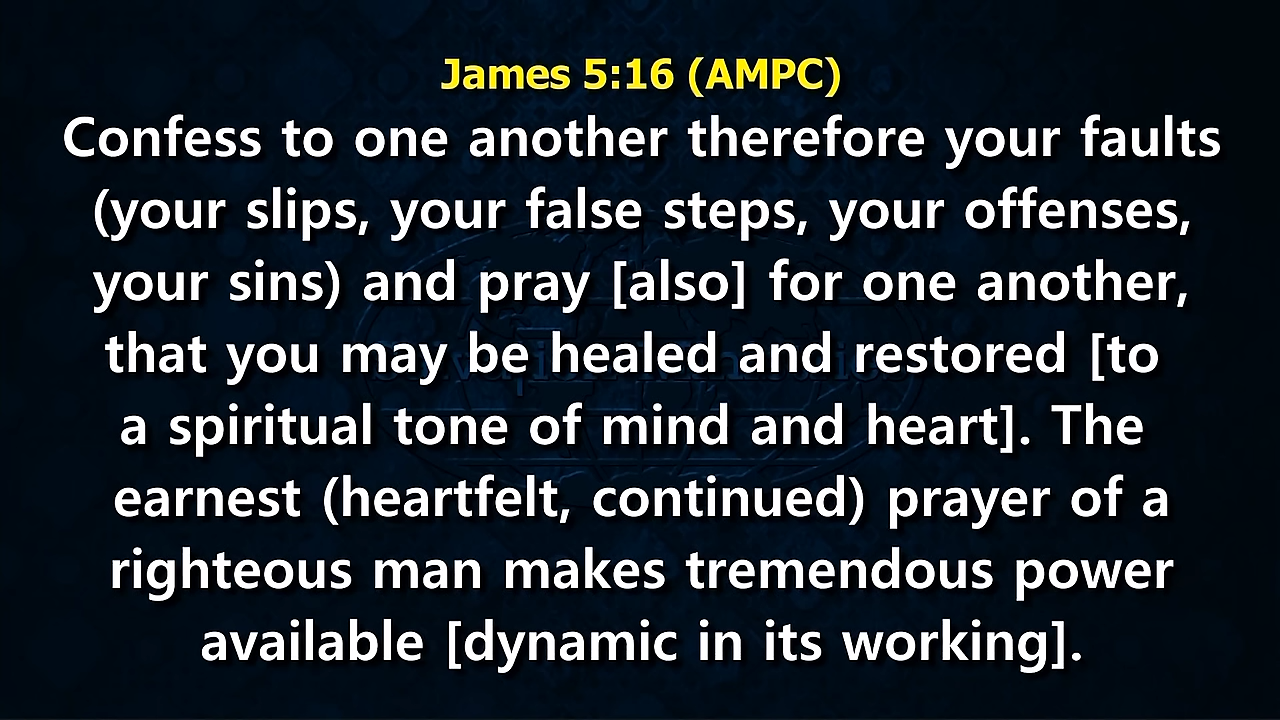 James 5:16 (AMPC)
Confess to one another therefore your faults
(your slips, your false steps, your offenses,
your sins) and pray [also] for one another,
that you may be healed and restored [to
a spiritual tone of mind and heart]. The
earnest (heartfelt, continued) prayer of a
righteous man makes tremendous power
available [dynamic in its working].